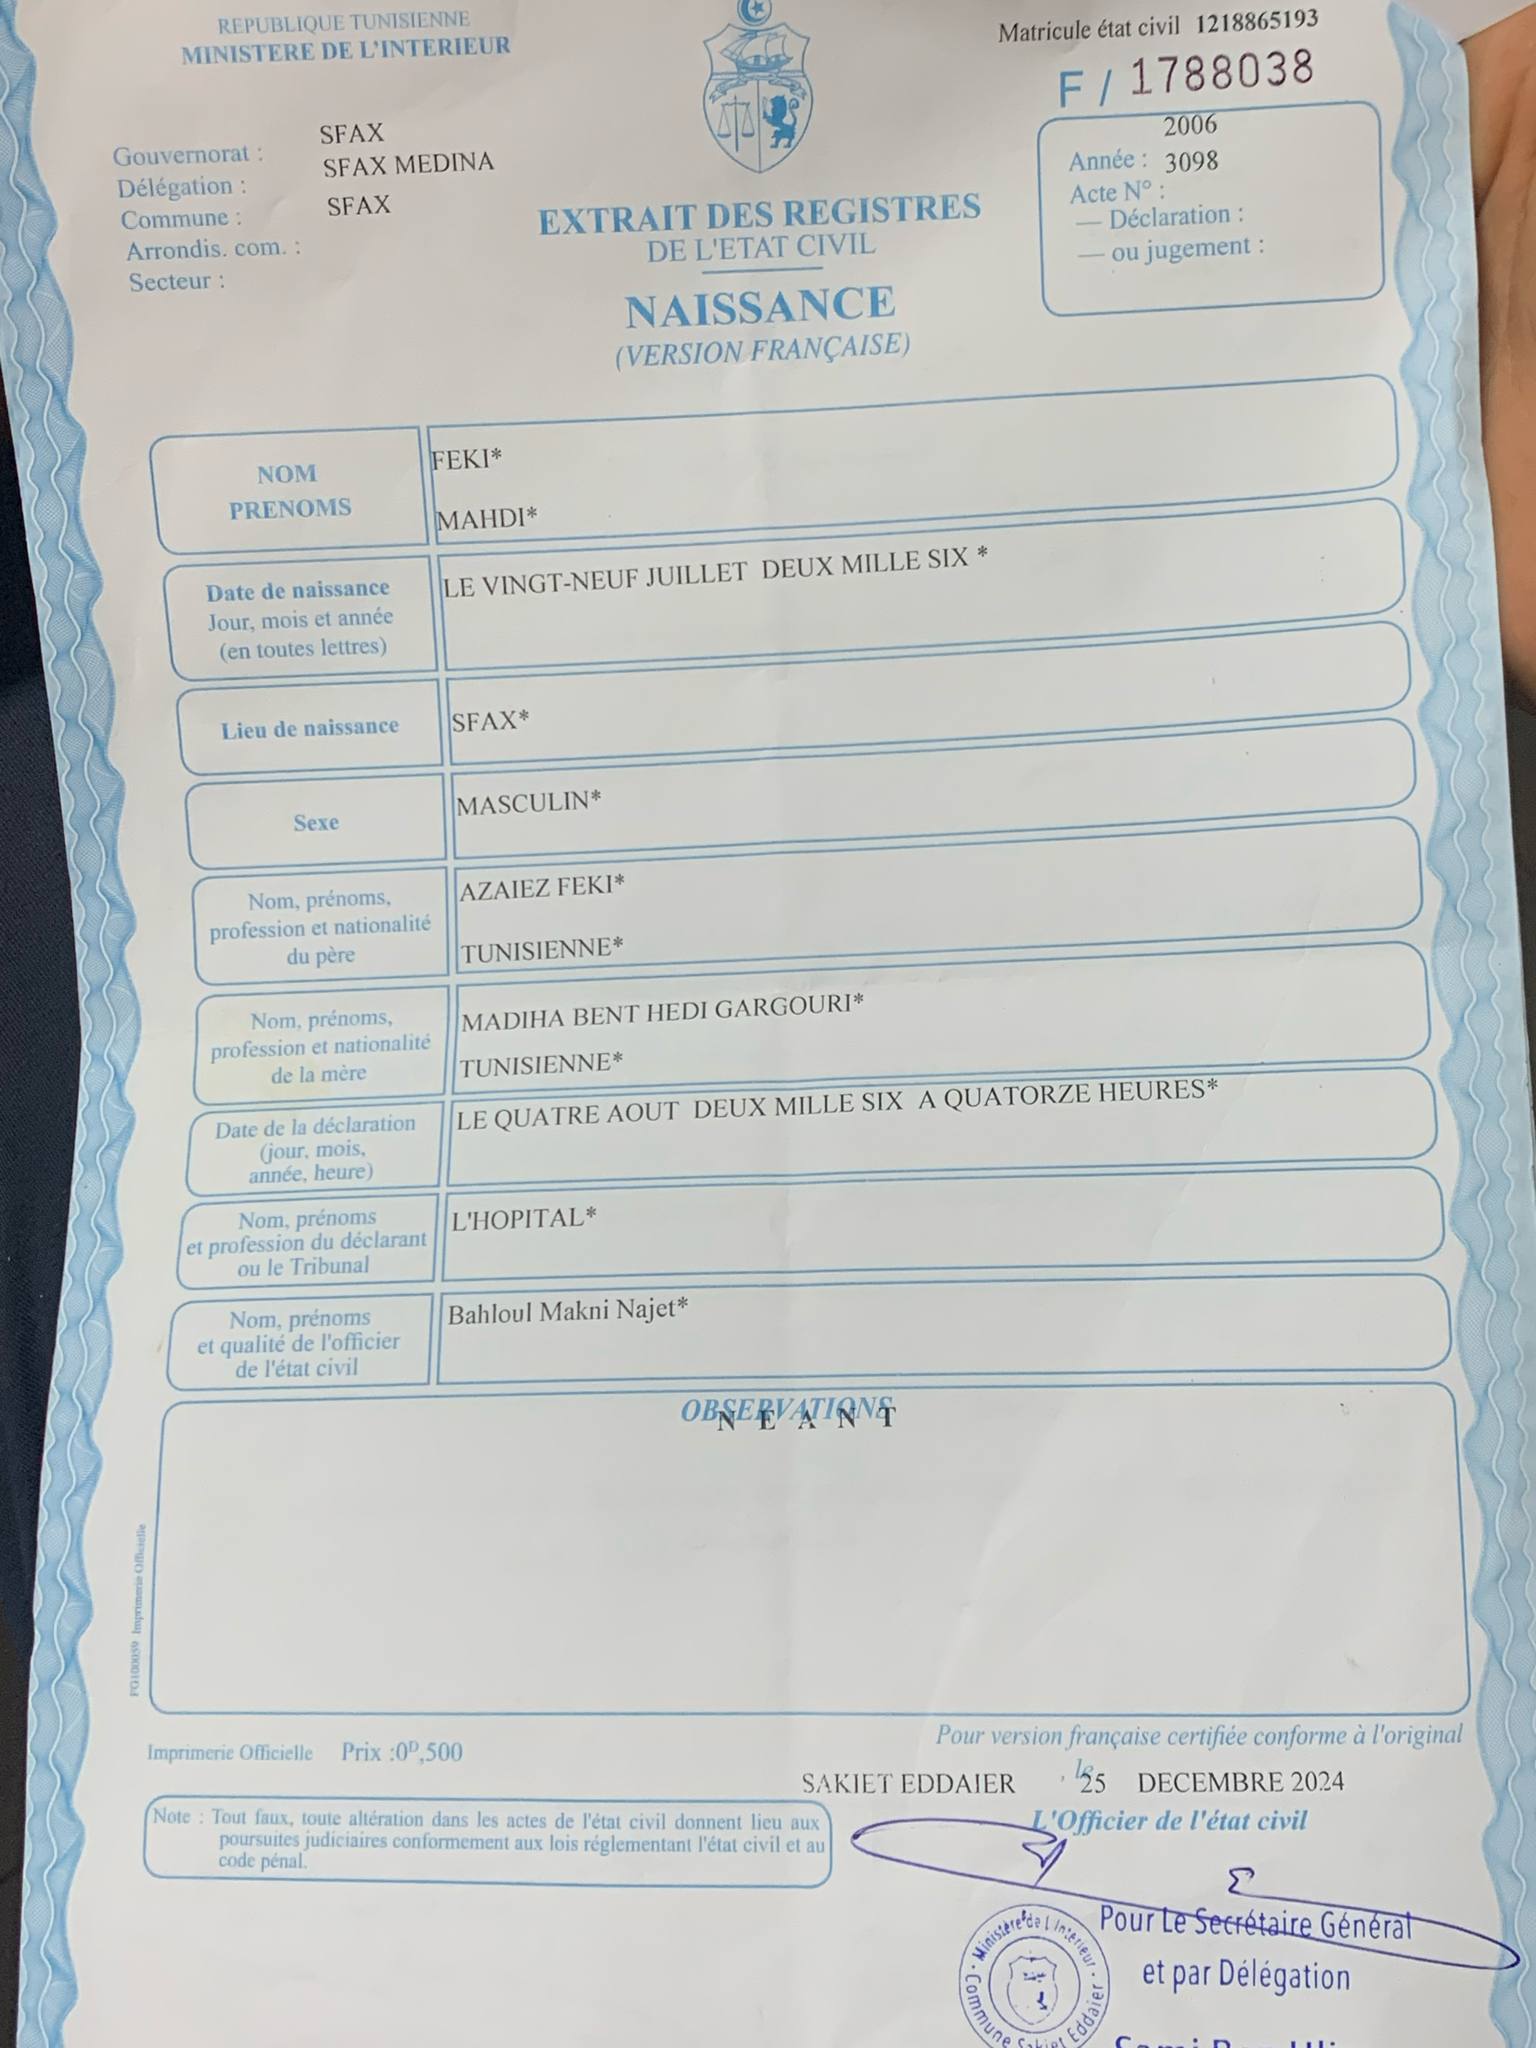 REPUBLIQUE TUNISIENNE
MINISTERE DE L'INTERIEUR
Matricule état civil 1218865193
F / 1788038
Gouvernorat : SFAX
Délégation : SFAX MEDINA
Commune : SFAX
Arrondis. com. :
Secteur :
2006
Année : 3098
Acte N° :
— Déclaration :
— ou jugement :
EXTRAIT DES REGISTRES
DE L'ETAT CIVIL
NAISSANCE
(VERSION FRANÇAISE)
NOM
PRENOMS
FEKI*
MAHDI*
Date de naissance
Jour, mois et année
(en toutes lettres)
LE VINGT-NEUF JUILLET DEUX MILLE SIX *
Lieu de naissance
SFAX*
Sexe
MASCULIN*
Nom, prénoms,
profession et nationalité
du père
AZAIEZ FEKI*
TUNISIENNE*
Nom, prénoms,
profession et nationalité
de la mère
MADIHA BENT HEDI GARGOURI*
TUNISIENNE*
Date de la déclaration
(jour, mois,
année, heure)
LE QUATRE AOUT DEUX MILLE SIX A QUATORZE HEURES*
Nom, prénoms
et profession du déclarant
ou le Tribunal
L'HOPITAL*
Nom, prénoms
et qualité de l'officier
de l'état civil
Bahloul Makni Najet*
OBSERVATIONS
N E A N T
FG100059 Imprimerie Officielle
Imprimerie Officielle Prix :0ᴰ,500
Pour version française certifiée conforme à l'original
SAKIET EDDAIER , le 25 DECEMBRE 2024
L'Officier de l'état civil
Note : Tout faux, toute altération dans les actes de l'état civil donnent lieu aux
poursuites judiciaires conformement aux lois réglementant l'état civil et au
code pénal.
Pour Le Secrétaire Général
et par Délégation
Ministère de L'Interieur
Commune Sakiet Eddaier